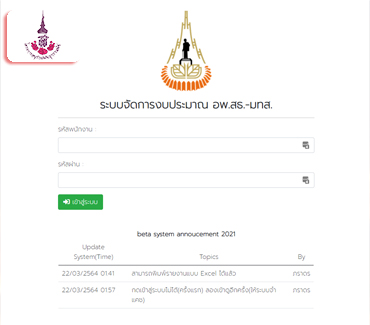 ระบบจัดการงบประมาณ อพ.สธ.-มทส.
รหัสพนักงาน :
รหัสผ่าน :
เข้าสู่ระบบ
beta system annoucement 2021
Update System(Time) Topics By
22/03/2564 0141 สามารถพิมพ์รายงานแบบ Excel ได้แล้ว ภราดร
22/03/2564 0157 กดเข้าสู่ระบบไม่ได้(ครั้งแรก) ลองเข้าดูอีกครั้ง(ให้ระบบจำ ภราดร
แคช)